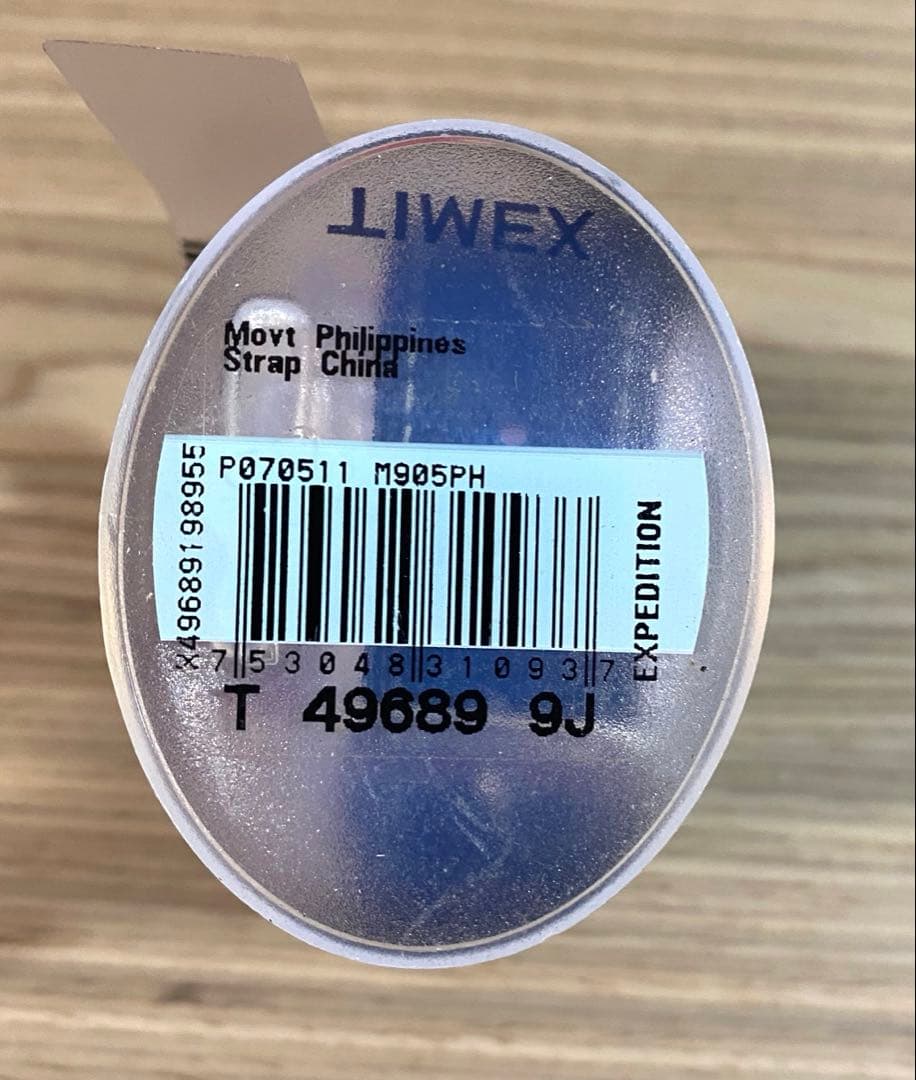 TIMEX
Movt Philippines
Strap China
P070511 M905PH
X49689198955
EXPEDITION
7 53048 31093 7
T 49689 9J